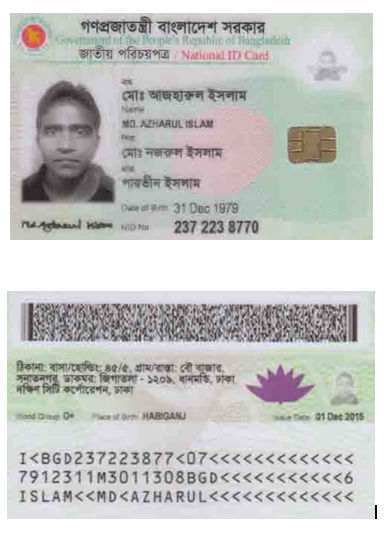 গণপ্রজাতন্ত্রী বাংলাদেশ সরকার
Government of the People's Republic of Bangladesh
জাতীয় পরিচয়পত্র / National ID Card
নাম
মোঃ আজহারুল ইসলাম
Name
MD. AZHARUL ISLAM
পিতা
মোঃ নজরুল ইসলাম
মাতা
পারভীন ইসলাম
Date of Birth 31 Dec 1979
NID No 237 223 8770
ঠিকানা: বাসা/হোল্ডিং: ৪৫/৫, গ্রাম/রাস্তা: বৌ বাজার,
সনাতনগর, ডাকঘর: জিগাতলা - ১২০৯, ধানমন্ডি, ঢাকা
দক্ষিণ সিটি কর্পোরেশন, ঢাকা
Blood Group O+ Place of Birth HABIGANJ Issue Date 01 Dec 2015
I<BGD237223877<07<<<<<<<<<<<<<
7912311M3011308BGD<<<<<<<<<<<6
ISLAM<<MD<AZHARUL<<<<<<<<<<<<<